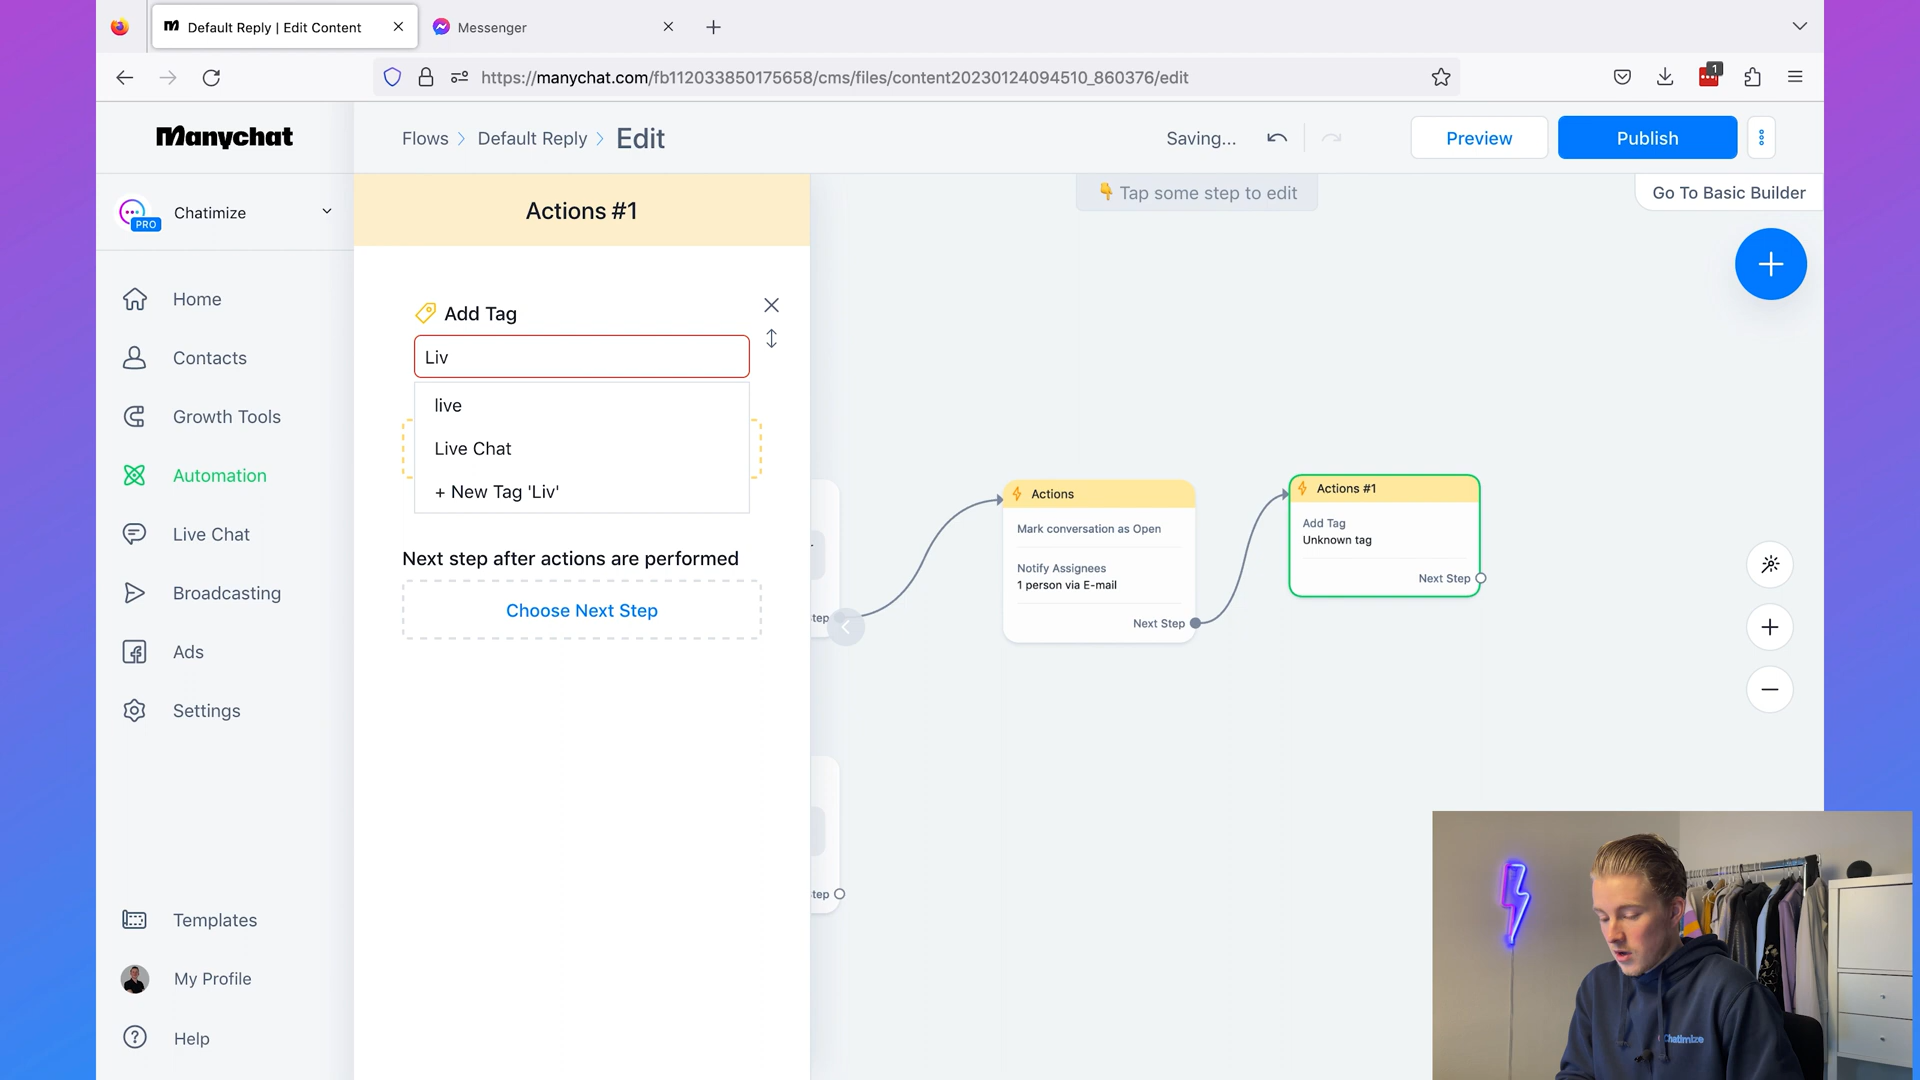 Default Reply | Edit Content
Messenger
https://manychat.com/fb112033850175658/cms/files/content20230124094510_860376/edit
1
Manychat
Flows
Default Reply
Edit
Saving...
Preview
Publish
PRO
Chatimize
Actions #1
Tap some step to edit
Go To Basic Builder
Home
Contacts
Growth Tools
Automation
Live Chat
Broadcasting
Ads
Settings
Templates
My Profile
Help
Add Tag
Liv
live
Live Chat
+ New Tag 'Liv'
Next step after actions are performed
Choose Next Step
tep
tep
Actions
Mark conversation as Open
Notify Assignees
1 person via E-mail
Next Step
Actions #1
Add Tag
Unknown tag
Next Step
Chatimize